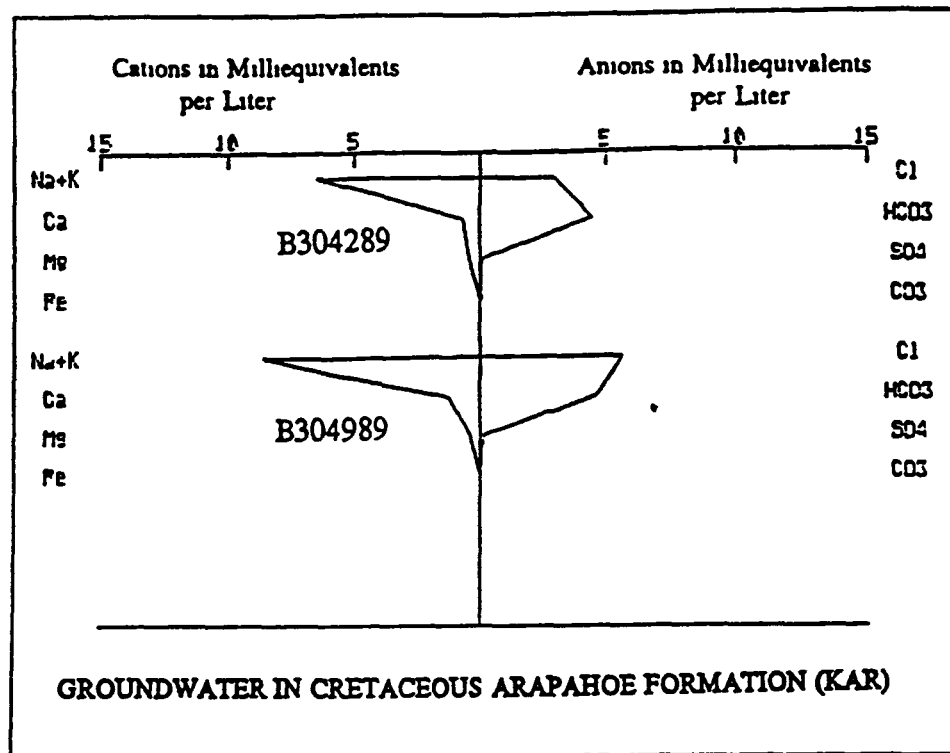 Cations in Milliequivalents
per Liter
Anions in Milliequivalents
per Liter
15 10 5 5 10 15
Na+K Cl
Ca HCO3
B304289
Mg SO4
Fe CO3
Na+K Cl
Ca HCO3
B304989
Mg SO4
Fe CO3
GROUNDWATER IN CRETACEOUS ARAPAHOE FORMATION (KAR)